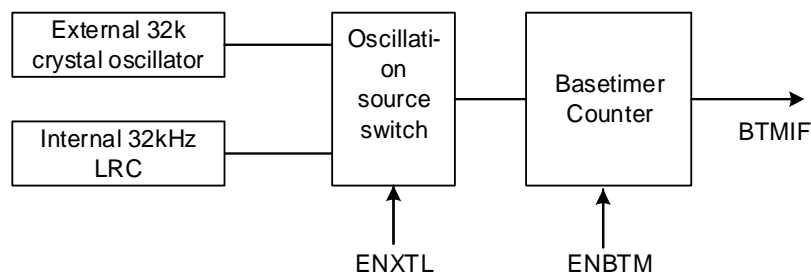 External 32k
crystal oscillator
Internal 32kHz
LRC
Oscillati-
on
source
switch
Basetimer
Counter
BTMIF
ENXTL
ENBTM